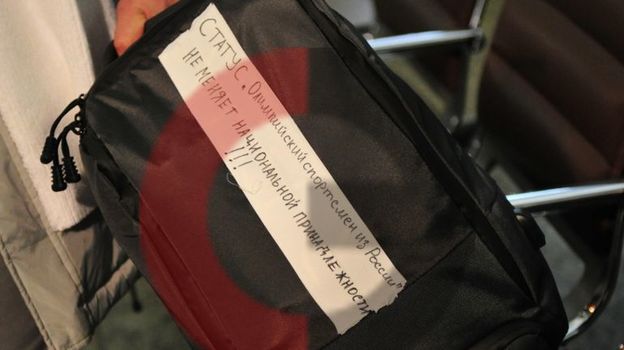 СТАТУС „Олимпийский спортсмен из России"
НЕ МЕНЯЕТ НАЦИОНАЛЬНОЙ ПРИНАДЛЕЖНОСТИ
!!!